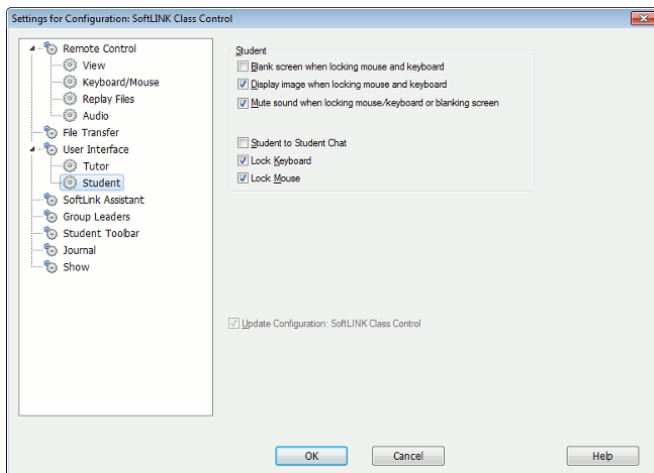 Settings for Configuration: SoftLINK Class Control
Remote Control
View
Keyboard/Mouse
Replay Files
Audio
File Transfer
User Interface
Tutor
Student
SoftLink Assistant
Group Leaders
Student Toolbar
Journal
Show
Student
Blank screen when locking mouse and keyboard
Display image when locking mouse and keyboard
Mute sound when locking mouse/keyboard or blanking screen
Student to Student Chat
Lock Keyboard
Lock Mouse
Update Configuration: SoftLINK Class Control
OK
Cancel
Help